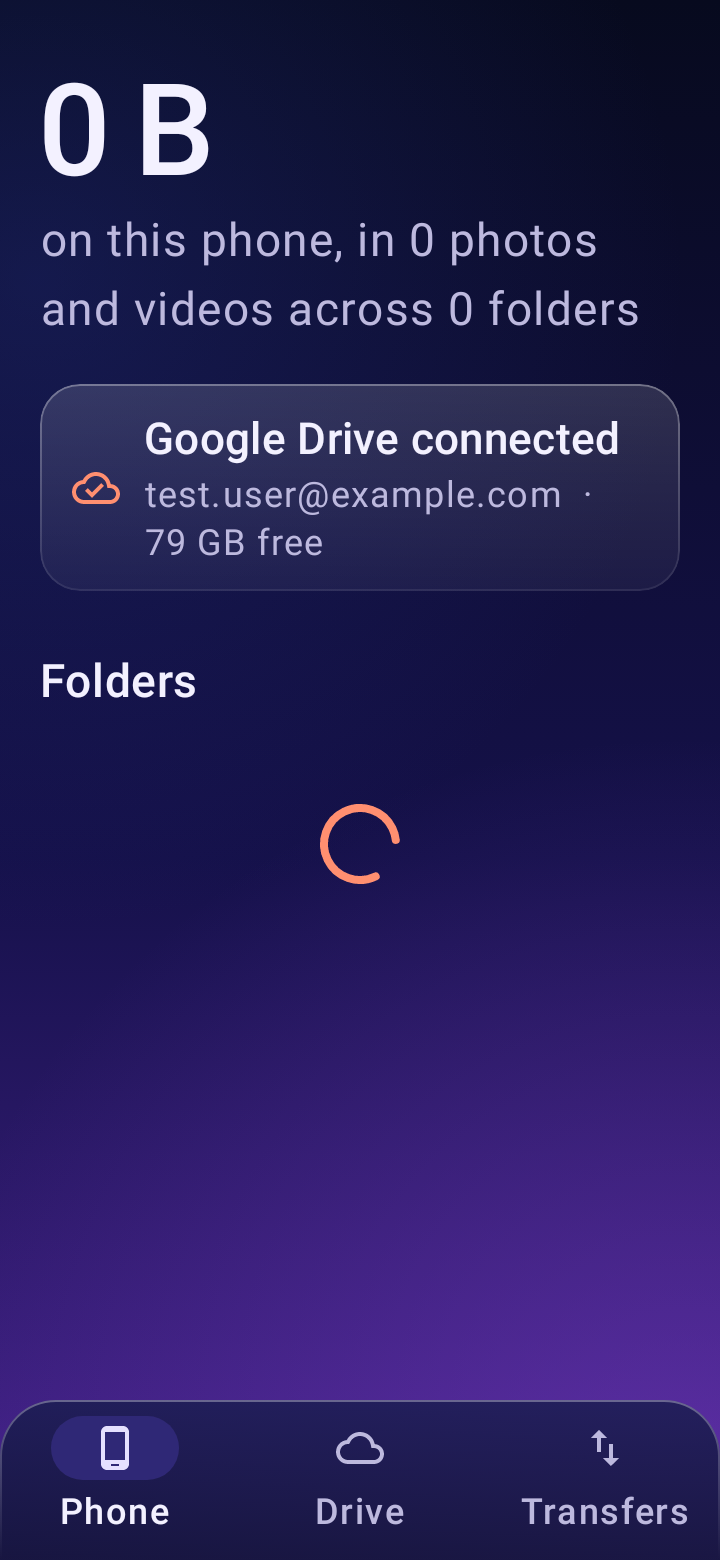 0 B
on this phone, in 0 photos
and videos across 0 folders
Google Drive connected
test.user@example.com ·
79 GB free
Folders
Phone
Drive
Transfers